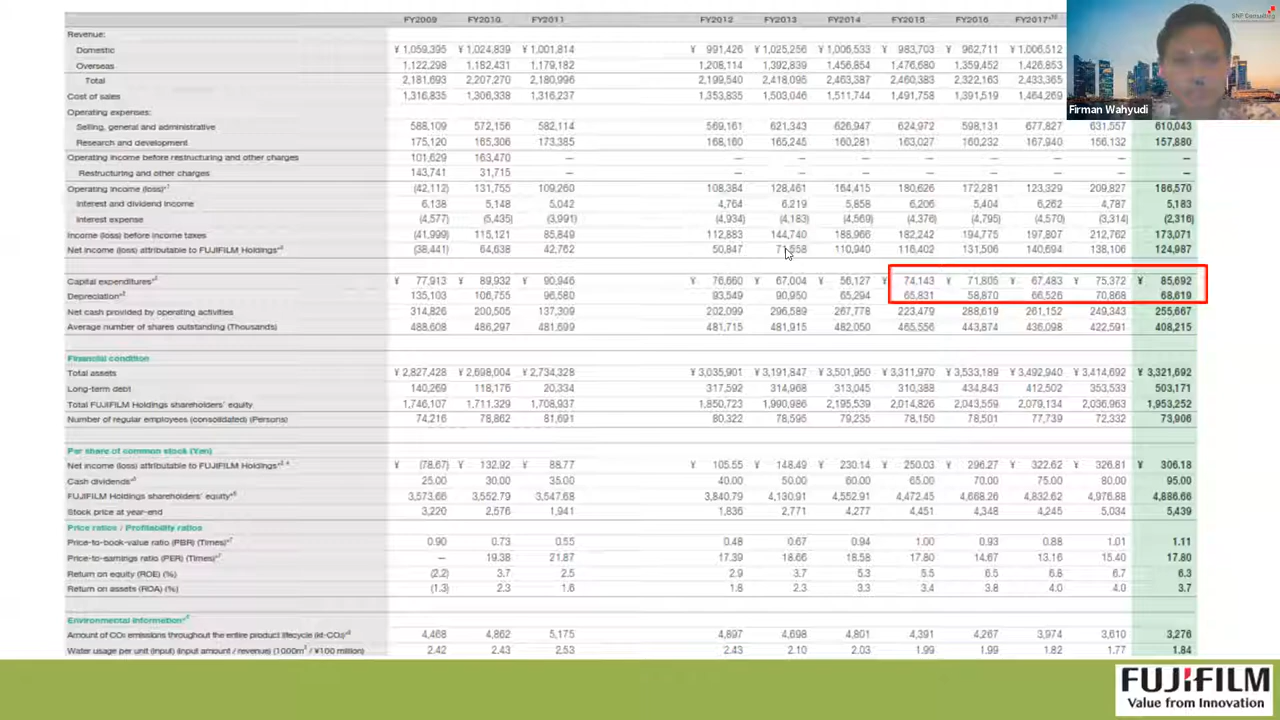 FY2009 FY2010 FY2011 FY2012 FY2013 FY2014 FY2015 FY2016 FY2017
SNP Consulting
Firman Wahyudi
Revenue:
Domestic ¥ 1,059,395 ¥ 1,024,839 ¥ 1,001,814 ¥ 991,426 ¥ 1,025,256 ¥ 1,006,533 ¥ 983,703 ¥ 962,711 ¥ 1,006,512
Overseas 1,122,298 1,182,431 1,179,182 1,208,114 1,392,839 1,456,854 1,476,680 1,359,452 1,426,853
Total 2,181,693 2,207,270 2,180,996 2,199,540 2,418,095 2,463,387 2,460,383 2,322,163 2,433,365
Cost of sales 1,316,835 1,306,338 1,316,237 1,353,835 1,503,046 1,511,744 1,491,758 1,391,519 1,464,269
Operating expenses:
Selling, general and administrative 568,109 572,156 582,114 569,161 621,343 626,947 624,972 598,131 677,827 631,557 610,043
Research and development 175,120 165,306 173,385 168,160 165,245 160,281 163,027 160,232 167,940 156,132 157,880
Operating income before restructuring and other charges 101,629 163,470 — — — — — — — — —
Restructuring and other charges 143,741 31,715 — — — — — — — — —
Operating income (loss) (42,112) 131,755 109,260 108,384 128,461 164,415 180,626 172,281 123,329 209,827 186,570
Interest and dividend income 6,138 5,148 5,042 4,764 6,219 5,858 6,206 5,404 6,262 4,787 5,183
Interest expense (4,577) (5,435) (3,991) (4,934) (4,183) (4,569) (4,376) (4,795) (4,570) (3,314) (2,316)
Income (loss) before income taxes (41,999) 115,121 85,849 112,883 144,740 188,966 182,242 194,775 197,807 212,762 173,071
Net income (loss) attributable to FUJIFILM Holdings (38,441) 64,638 42,762 50,847 110,940 116,402 131,506 140,694 138,106 124,987
Capital expenditures ¥ ¥ 89,932 ¥ 90,946 ¥ 76,660 ¥ 67,004 ¥ 56,127 ¥ 74,143 ¥ 71,805 ¥ 67,483 ¥ 75,372 ¥ 85,692
Depreciation 106,752 98,580 93,549 90,950 65,294 65,831 58,870 66,526 70,868 68,619
Net cash provided by operating activities 314,826 200,004 137,309 202,099 296,589 267,778 223,479 288,619 261,152 249,343 255,667
Average number of shares outstanding (Thousands) 488,608 486,297 481,699 481,715 481,915 482,050 465,556 443,874 436,098 422,591 408,215
Financial condition
Total assets ¥ 2,827,428 ¥ 2,698,004 ¥ 2,734,328 ¥ 3,035,901 ¥ 3,191,847 ¥ 3,501,950 ¥ 3,311,970 ¥ 3,533,189 ¥ 3,492,940 ¥ 3,414,692 ¥ 3,321,692
Long-term debt 140,269 118,176 20,334 317,592 314,968 313,045 310,388 434,843 412,502 353,533 503,171
Total FUJIFILM Holdings shareholders' equity 1,746,107 1,711,329 1,708,937 1,850,723 1,990,986 2,195,539 2,014,826 2,043,559 2,079,134 2,036,963 1,953,252
Number of regular employees (consolidated) (Persons) 74,216 78,862 81,691 80,322 78,595 79,235 78,150 78,501 77,739 72,332 73,906
Per share of common stock (Yen)
Net income (loss) attributable to FUJIFILM Holdings ¥ (78.67) ¥ 132.92 ¥ 88.77 ¥ 105.55 ¥ 148.49 ¥ 230.14 ¥ 250.03 ¥ 296.27 ¥ 322.62 ¥ 326.81 ¥ 306.18
Cash dividends 25.00 30.00 35.00 40.00 50.00 60.00 65.00 70.00 75.00 80.00 95.00
FUJIFILM Holdings shareholders' equity 3,573.66 3,552.79 3,547.68 3,840.79 4,130.91 4,552.91 4,472.45 4,668.26 4,832.62 4,976.88 4,886.66
Stock price at year-end 3,220 2,576 1,941 1,836 2,771 4,277 4,451 4,348 4,245 5,034 5,439
Price ratios / Profitability ratios
Price-to-book-value ratio (PBR) (Times) 0.90 0.73 0.55 0.48 0.67 0.94 1.00 0.93 0.88 1.01 1.11
Price-to-earnings ratio (PER) (Times) — 19.38 21.87 17.39 18.66 18.58 17.80 14.67 13.16 15.40 17.80
Return on equity (ROE) (%) (2.2) 3.7 2.5 2.9 3.7 5.3 5.5 6.5 6.8 6.7 6.3
Return on assets (ROA) (%) (1.3) 2.3 1.6 1.8 2.3 3.3 3.4 3.8 4.0 4.0 3.7
Environmental information
Amount of CO₂ emissions throughout the entire product lifecycle (kt-CO₂) 4,468 4,862 5,175 4,897 4,698 4,801 4,391 4,267 3,974 3,610 3,276
Water usage per unit (input) (input amount / revenue) (1000m³ / ¥100 million) 2.42 2.43 2.53 2.43 2.10 2.03 1.99 1.99 1.82 1.77 1.84
FUJIFILM
Value from Innovation